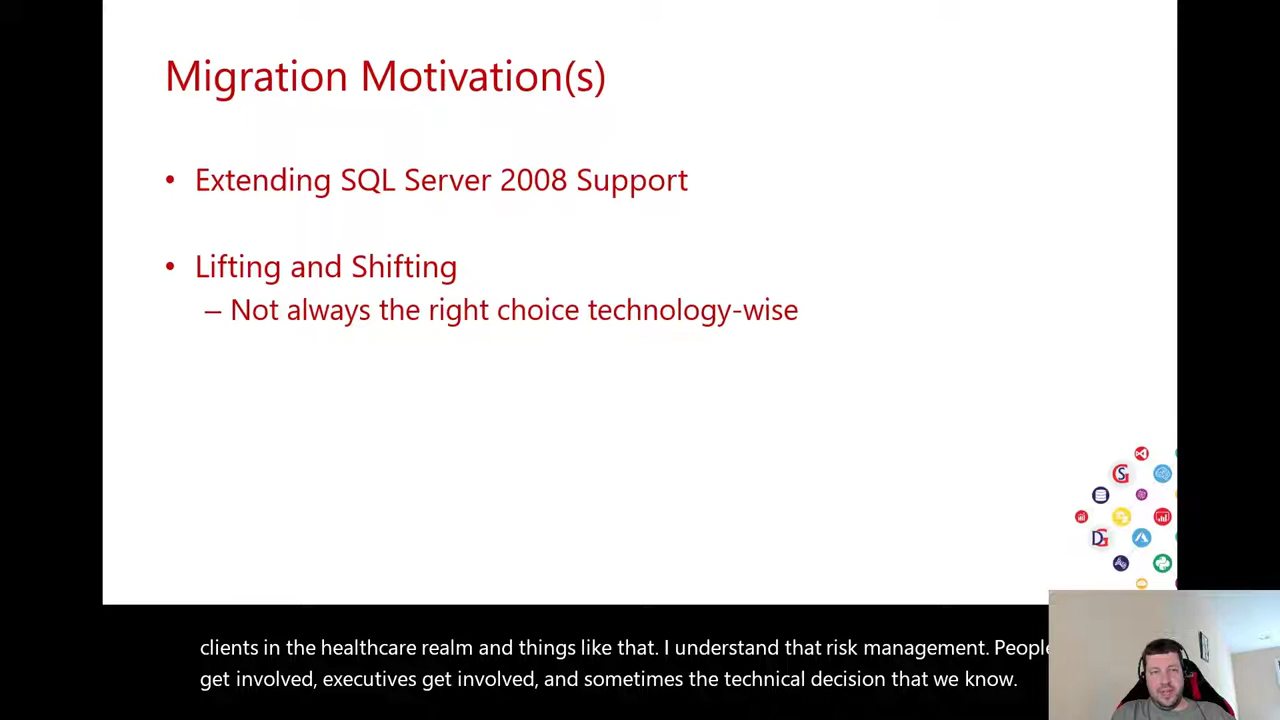 Migration Motivation(s)
• Extending SQL Server 2008 Support
• Lifting and Shifting
– Not always the right choice technology-wise
SG
DG
clients in the healthcare realm and things like that. I understand that risk management. People
get involved, executives get involved, and sometimes the technical decision that we know.